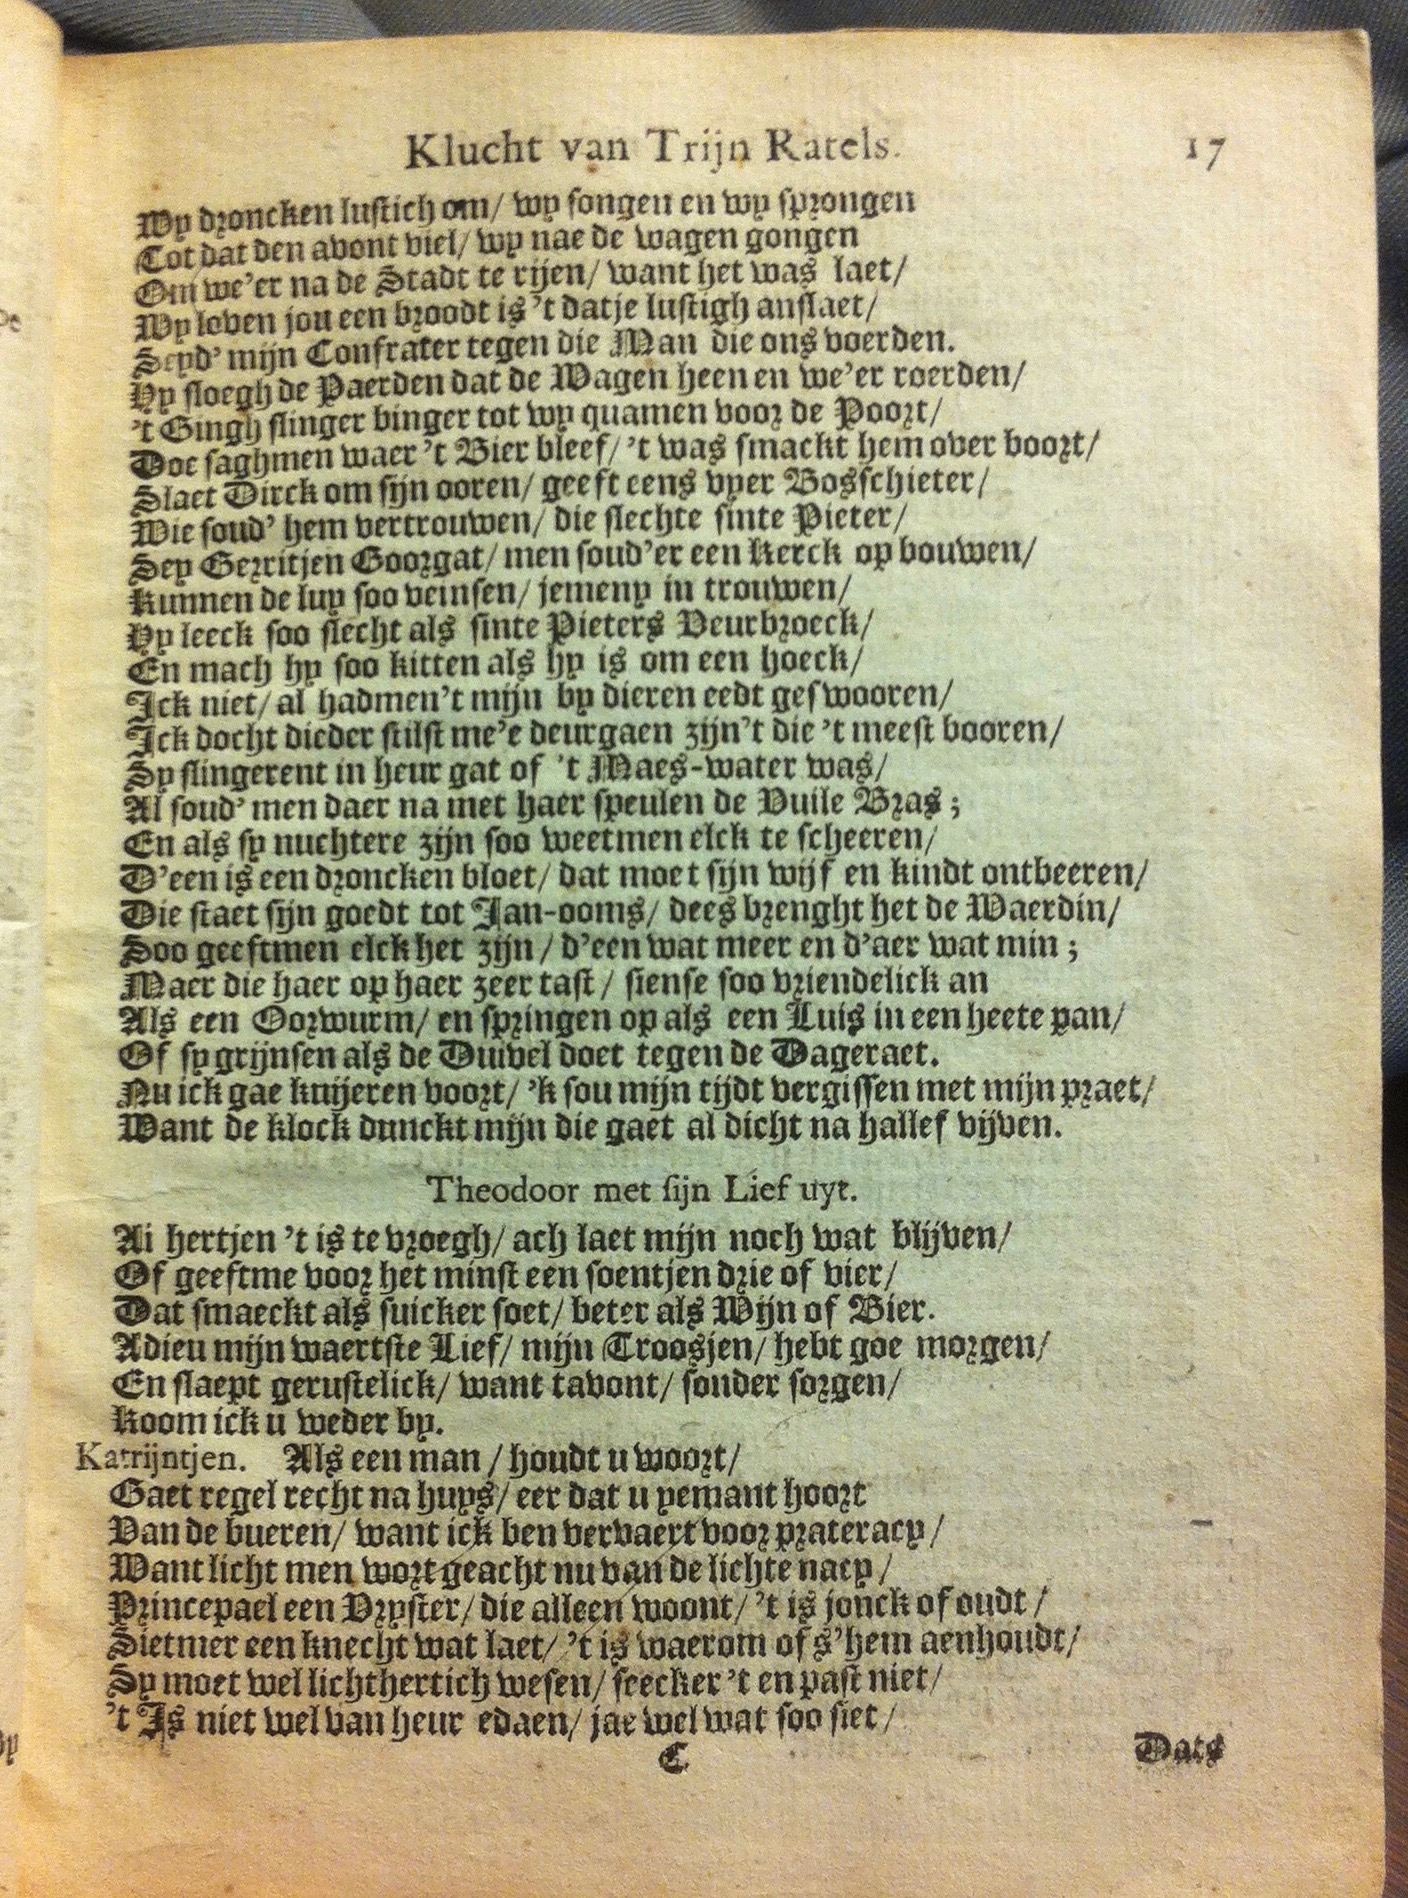 Klucht van Trijn Ratels. 17
Wy droncken lustich om/ wy songen en wy sprongen
Tot dat den avont viel/ wy nae de wagen gongen
Om we'er na de Stadt te rijen/ want het was laet/
Wy loven jou een broodt is 't datje lustigh anslaet/
Seyd' mijn Confrater tegen die Man die ons voerden.
Hy sloegh de Paerden dat de Wagen heen en we'er roerden/
't Gingh slinger binger tot wy quamen voor de Poort/
Doe saghmen waer 't Bier bleef/ 't was smackt hem over boort/
Slaet Dirck om sijn ooren/ geeft eens vyer Bosschieter/
Wie soud' hem vertrouwen/ die slechte sinte Pieter/
Sey Gerritjen Goorgat/ men soud'er een Kerck op bouwen/
Kunnen de luy soo veinsen/ jemeny in trouwen/
Hy leeck soo slecht als sinte Pieters Deurbroeck/
En mach hy soo kitten als hy is om een hoeck/
Ick niet/ al hadmen't mijn by dieren eedt geswooren/
Ick docht dieder stilst me'e deurgaen zijn't die 't meest booren/
Sy slingerent in heur gat of 't Maes-water was/
Al soud' men daer na met haer speulen de Vuile Bras;
En als sy nuchtere zijn soo weetmen elck te scheeren/
D'een is een droncken bloet/ dat moet sijn wijf en kindt ontbeeren/
Die staet sijn goedt tot Jan-ooms/ dees brenght het de Waerdin/
Soo geeftmen elck het zijn/ d'een wat meer en d'aer wat min;
Maer die haer op haer zeer tast/ siense soo vriendelick an
Als een Oorwurm/ en springen op als een Luis in een heete pan/
Of sy grijnsen als de Duivel doet tegen de Dageraet.
Nu ick gae kuijeren voort/ 'k sou mijn tijdt vergissen met mijn praet/
Want de klock dunckt mijn die gaet al dicht na hallef vijven.
Theodoor met sijn Lief uyt.
Ai hertjen 't is te vroegh/ ach laet mijn noch wat blijven/
Of geeftme voor het minst een soentjen drie of vier/
Dat smaeckt als suicker soet/ beter als Wijn of Bier.
Adieu mijn waertste Lief/ mijn Troosjen/ hebt goe morgen/
En slaept gerustelick/ want tavont/ sonder sorgen/
Koom ick u weder by.
Katrijntjen. Als een man/ houdt u woort/
Gaet regel recht na huys/ eer dat u yemant hoort
Van de bueren/ want ick ben vervaert voor prateracy/
Want licht men wort geacht nu van de lichte nacy/
Princepael een Vryster/ die alleen woont/ 't is jonck of oudt/
Sietmer een knecht wat laet/ 't is waerom of s'hem aenhoudt/
Sy moet wel lichthertich wesen/ seecker 't en past niet/
't Is niet wel van heur edaen/ jae wel wat soo siet/
C Dats